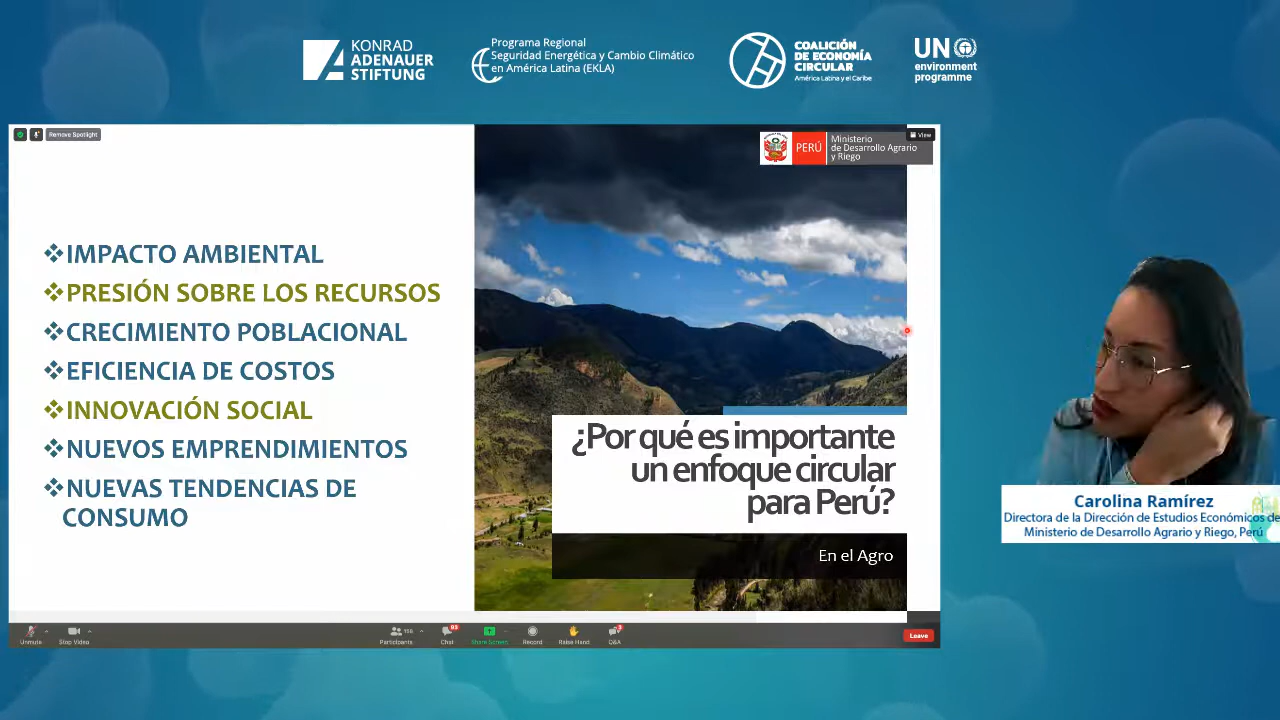 KONRAD
ADENAUER
STIFTUNG
Programa Regional
Seguridad Energética y Cambio Climático
en América Latina (EKLA)
COALICIÓN
DE ECONOMÍA
CIRCULAR
América Latina y el Caribe
UN
environment
programme
Remove Spotlight
View
PERÚ
Ministerio
de Desarrollo Agrario
y Riego
❖IMPACTO AMBIENTAL
❖PRESIÓN SOBRE LOS RECURSOS
❖CRECIMIENTO POBLACIONAL
❖EFICIENCIA DE COSTOS
❖INNOVACIÓN SOCIAL
❖NUEVOS EMPRENDIMIENTOS
❖NUEVAS TENDENCIAS DE
CONSUMO
¿Por qué es importante
un enfoque circular
para Perú?
En el Agro
Carolina Ramírez
Directora de la Dirección de Estudios Económicos de
Ministerio de Desarrollo Agrario y Riego, Perú
Unmute
Stop Video
Participants
Chat
Share Screen
Record
Raise Hand
Q&A
Leave